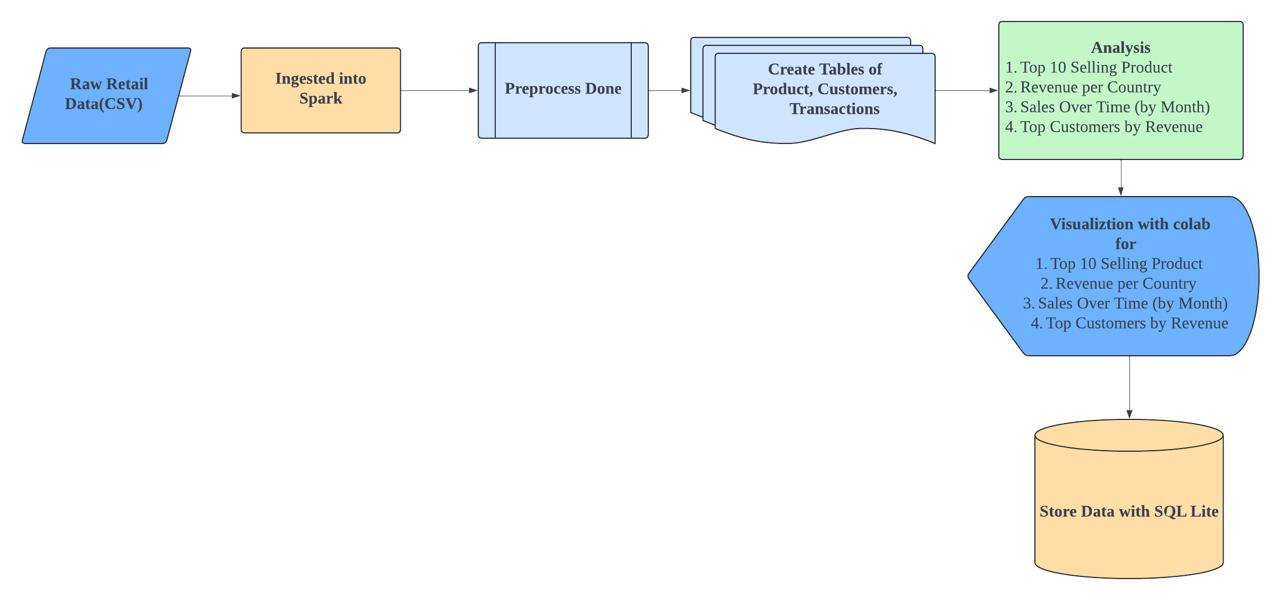 Raw Retail
Data(CSV)
Ingested into
Spark
Preprocess Done
Create Tables of
Product, Customers,
Transactions
Analysis
1. Top 10 Selling Product
2. Revenue per Country
3. Sales Over Time (by Month)
4. Top Customers by Revenue
Visualiztion with colab
for
1. Top 10 Selling Product
2. Revenue per Country
3. Sales Over Time (by Month)
4. Top Customers by Revenue
Store Data with SQL Lite